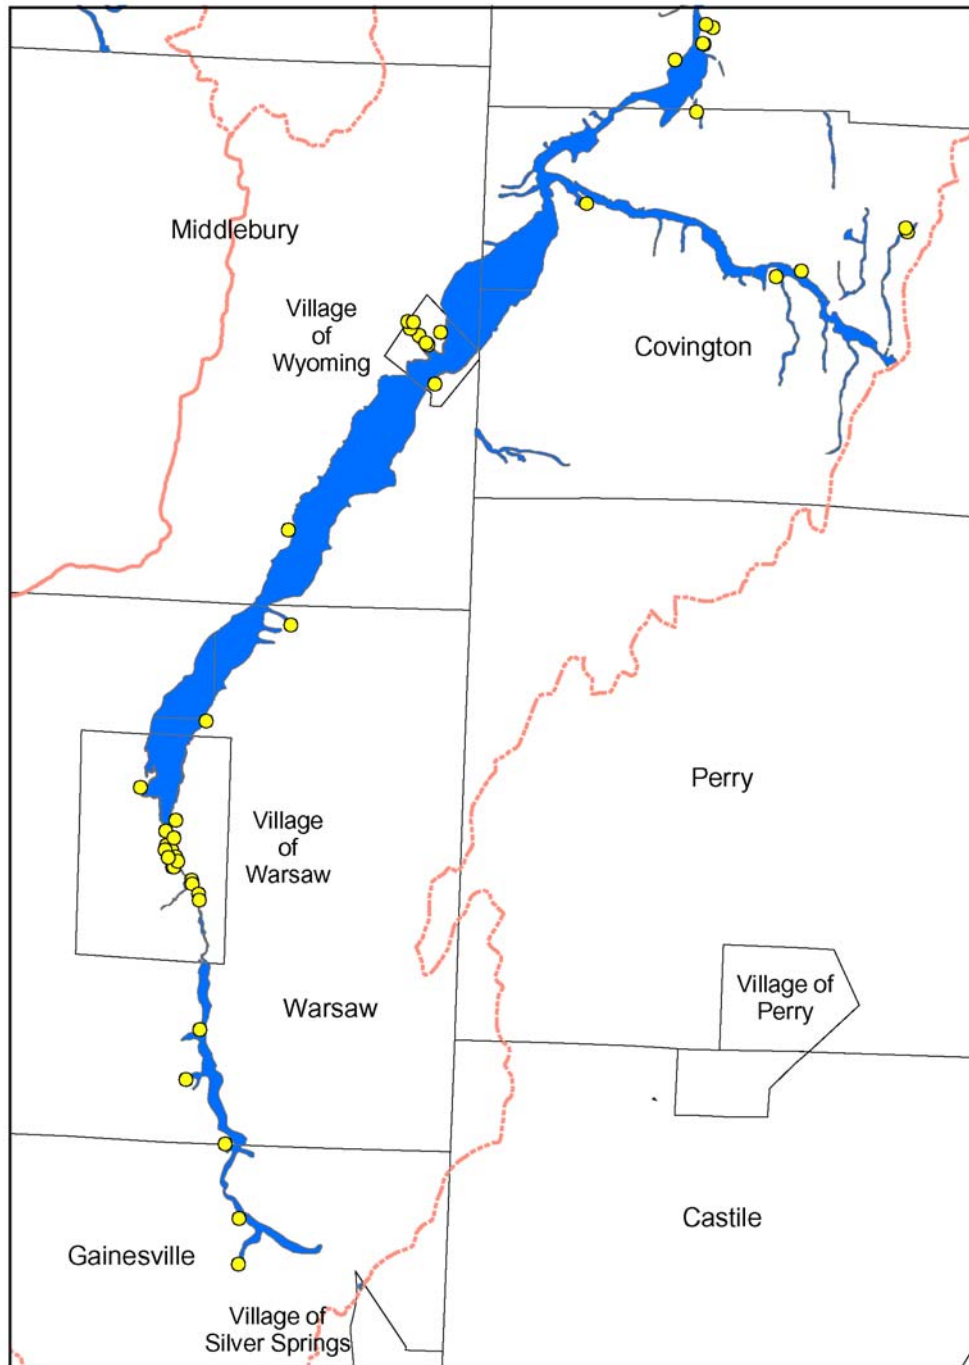 Middlebury
Village
of
Wyoming
Covington
Perry
Village
of
Warsaw
Village of
Perry
Warsaw
Castile
Gainesville
Village of
Silver Springs